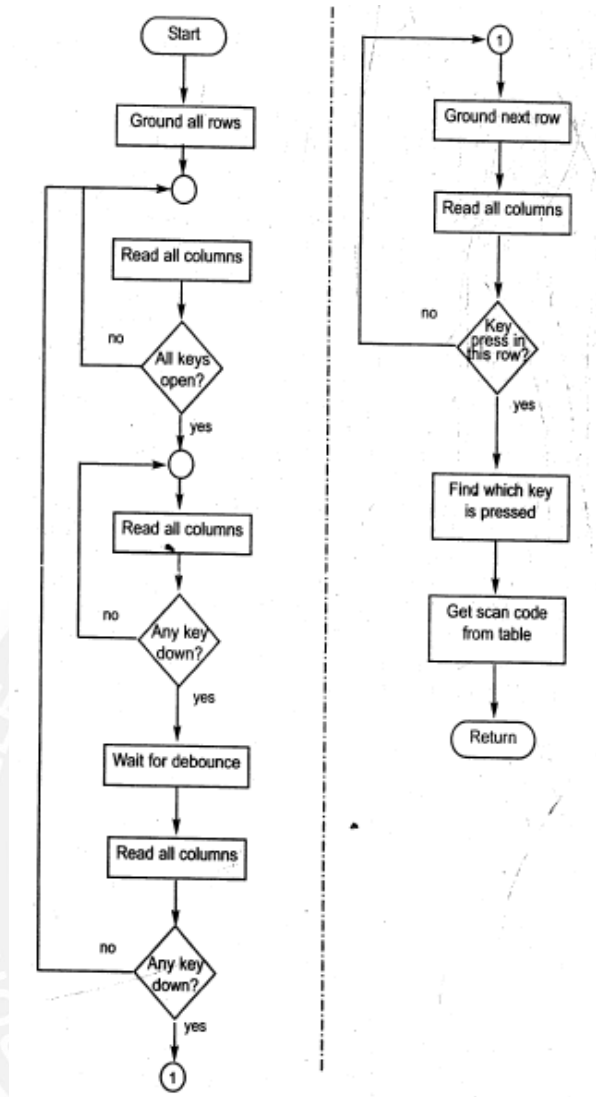 Start
Ground all rows
Read all columns
no
All keys
open?
yes
Read all columns
no
Any key
down?
yes
Wait for debounce
Read all columns
no
Any key
down?
yes
1
1
Ground next row
Read all columns
no
Key
press in
this row?
yes
Find which key
is pressed
Get scan code
from table
Return